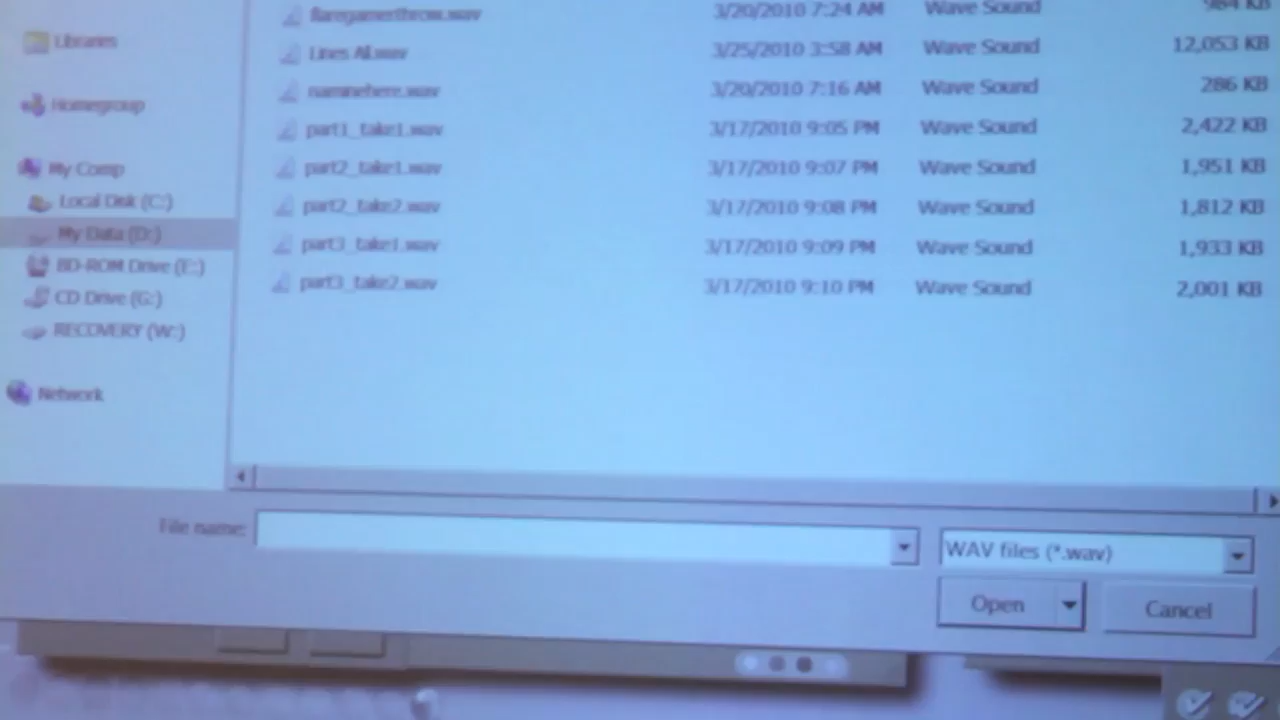 Libraries
Homegroup
My Comp
Local Disk (C:)
My Data (D:)
BD-ROM Drive (E:)
CD Drive (G:)
RECOVERY (W:)
Network
3/20/2010 7:24 AM Wave Sound 984 KB
Lines All.wav 3/25/2010 3:58 AM Wave Sound 12,053 KB
naminehere.wav 3/20/2010 7:16 AM Wave Sound 286 KB
part1_take1.wav 3/17/2010 9:05 PM Wave Sound 2,422 KB
part2_take1.wav 3/17/2010 9:07 PM Wave Sound 1,951 KB
part2_take2.wav 3/17/2010 9:08 PM Wave Sound 1,812 KB
part3_take1.wav 3/17/2010 9:09 PM Wave Sound 1,933 KB
part3_take2.wav 3/17/2010 9:10 PM Wave Sound 2,001 KB
File name:
WAV files (*.wav)
Open
Cancel